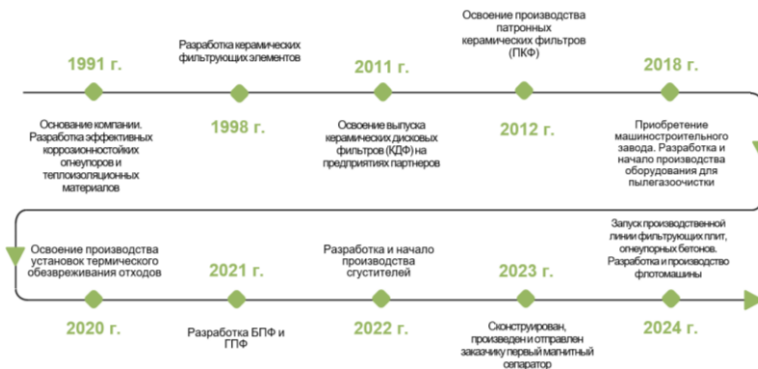 1991 г.
Основание компании.
Разработка эффективных
коррозионностойких
огнеупоров и
теплоизоляционных
материалов
Разработка керамических
фильтрующих элементов
1998 г.
2011 г.
Освоение выпуска
керамических дисковых
фильтров (КДФ) на
предприятиях партнеров
Освоение производства
патронных
керамических фильтров
(ПКФ)
2012 г.
2018 г.
Приобретение
машиностроительного
завода. Разработка и
начало производства
оборудования для
пылегазоочистки
Освоение производства
установок термического
обезвреживания отходов
2020 г.
2021 г.
Разработка БПФ и
ГПФ
Разработка и начало
производства
сгустителей
2022 г.
2023 г.
Сконструирован,
произведен и отправлен
заказчику первый магнитный
сепаратор
Запуск производственной
линии фильтрующих плит,
огнеупорных бетонов.
Разработка и производство
флотомашины
2024 г.